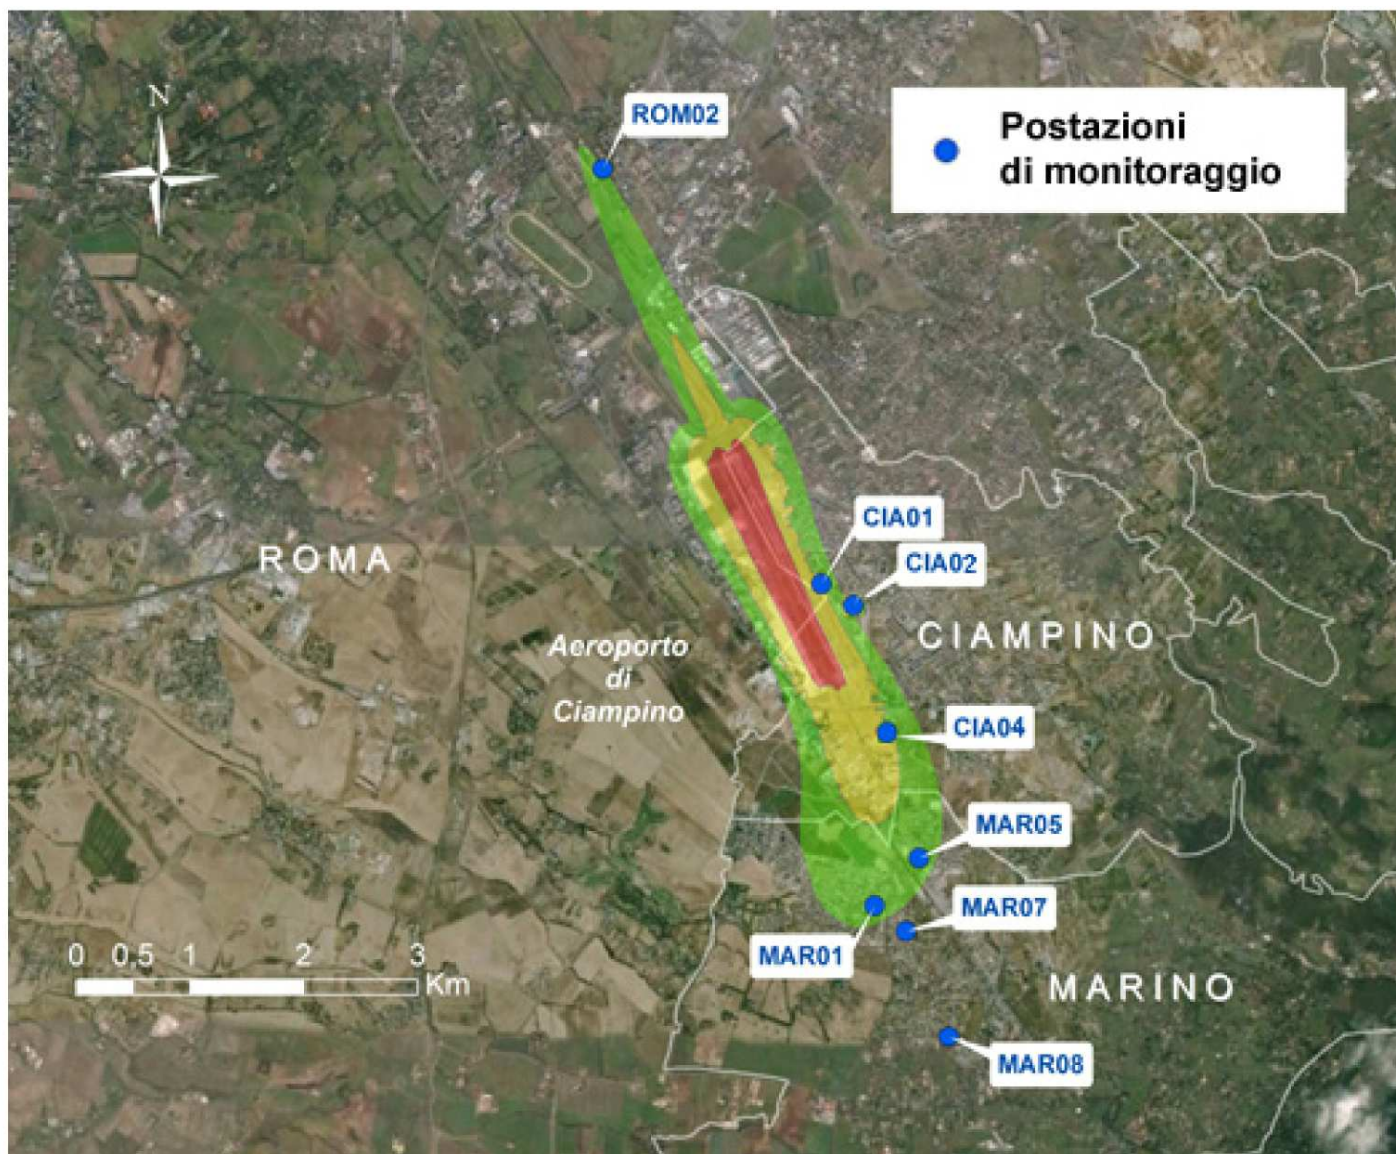 N
ROM02
Postazioni
di monitoraggio
CIA01
ROMA
CIA02
CIAMPINO
Aeroporto
di
Ciampino
CIA04
MAR05
MAR07
MAR01
0 0,5 1 2 3
Km
MARINO
MAR08